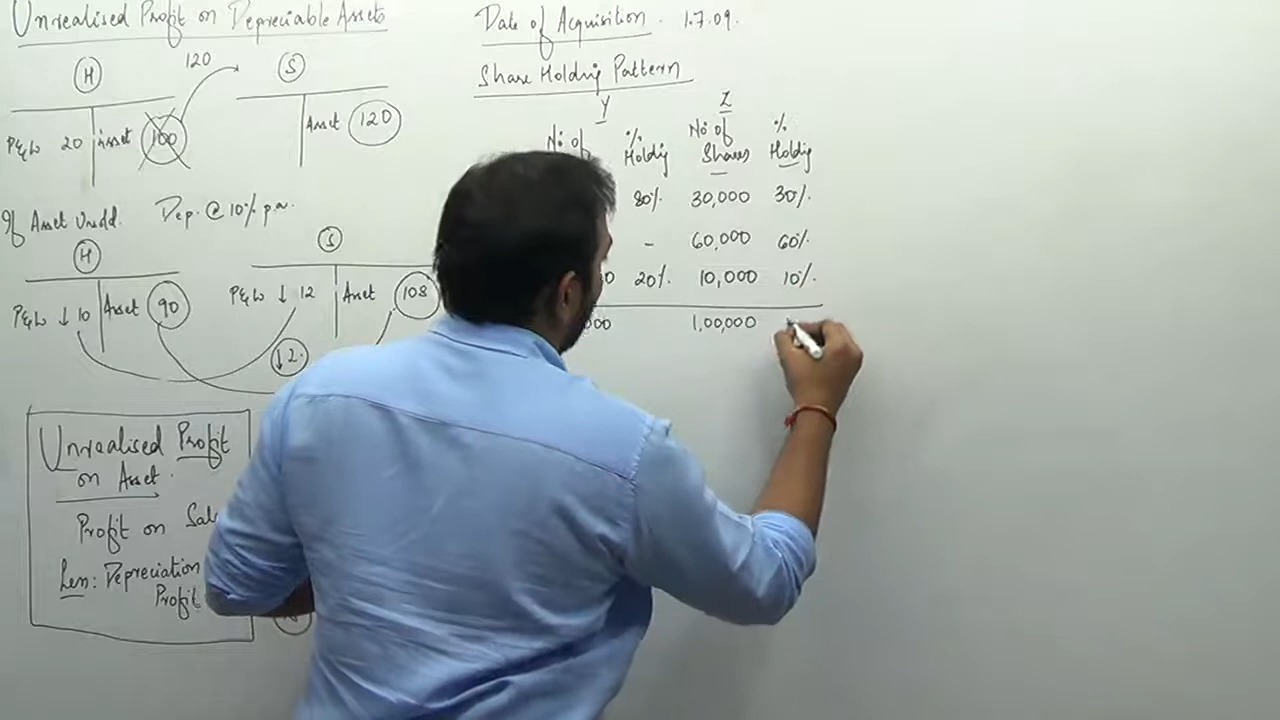 Unrealised Profit on Depreciable Assets
H
120
S
P&L 20 Asset 100
Asset 120
If Asset Unsold. Dep. @ 10% p.a.
H
S
P&L ↓ 10 Asset 90
P&L ↓ 12 Asset 108
↓ 2.
Unrealised Profit
on Asset.
Profit on
Less: Depreciation
Profit
Date of Acquisition. 1.7.09.
Share Holding Pattern
Y Z
No of % Holding No of Shares % Holding
80% 30,000 30%
- 60,000 60%
20% 10,000 10%
1,00,000